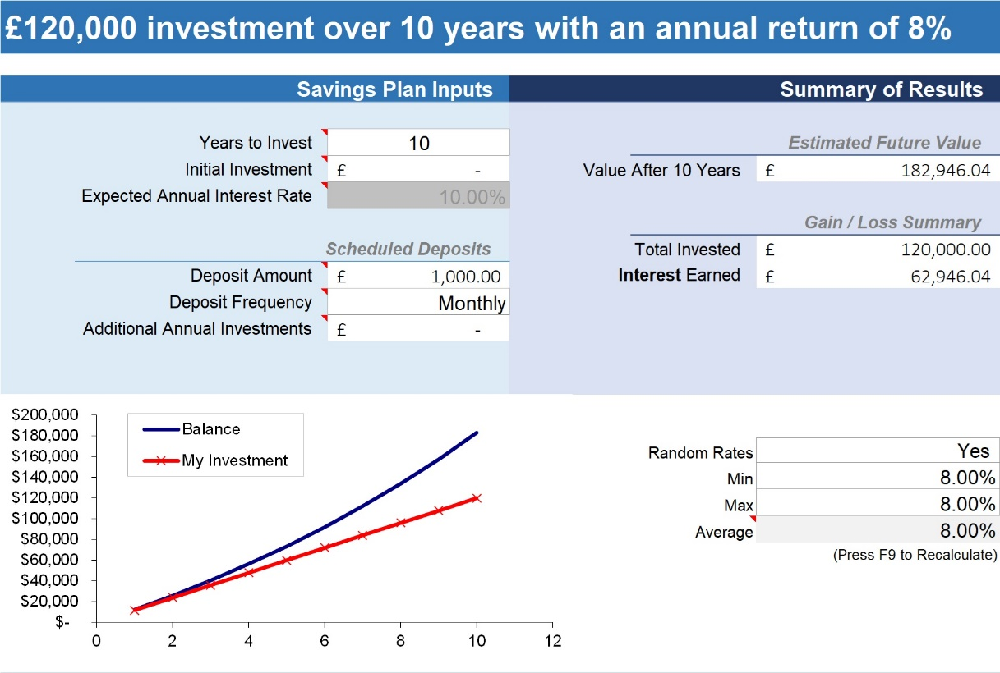 £120,000 investment over 10 years with an annual return of 8%
Savings Plan Inputs
Years to Invest 10
Initial Investment £ -
Expected Annual Interest Rate 10.00%
Scheduled Deposits
Deposit Amount £ 1,000.00
Deposit Frequency Monthly
Additional Annual Investments £ -
Summary of Results
Estimated Future Value
Value After 10 Years £ 182,946.04
Gain / Loss Summary
Total Invested £ 120,000.00
Interest Earned £ 62,946.04
$200,000
$180,000
$160,000
$140,000
$120,000
$100,000
$80,000
$60,000
$40,000
$20,000
$-
Balance
My Investment
0 2 4 6 8 10 12
Random Rates Yes
Min 8.00%
Max 8.00%
Average 8.00%
(Press F9 to Recalculate)